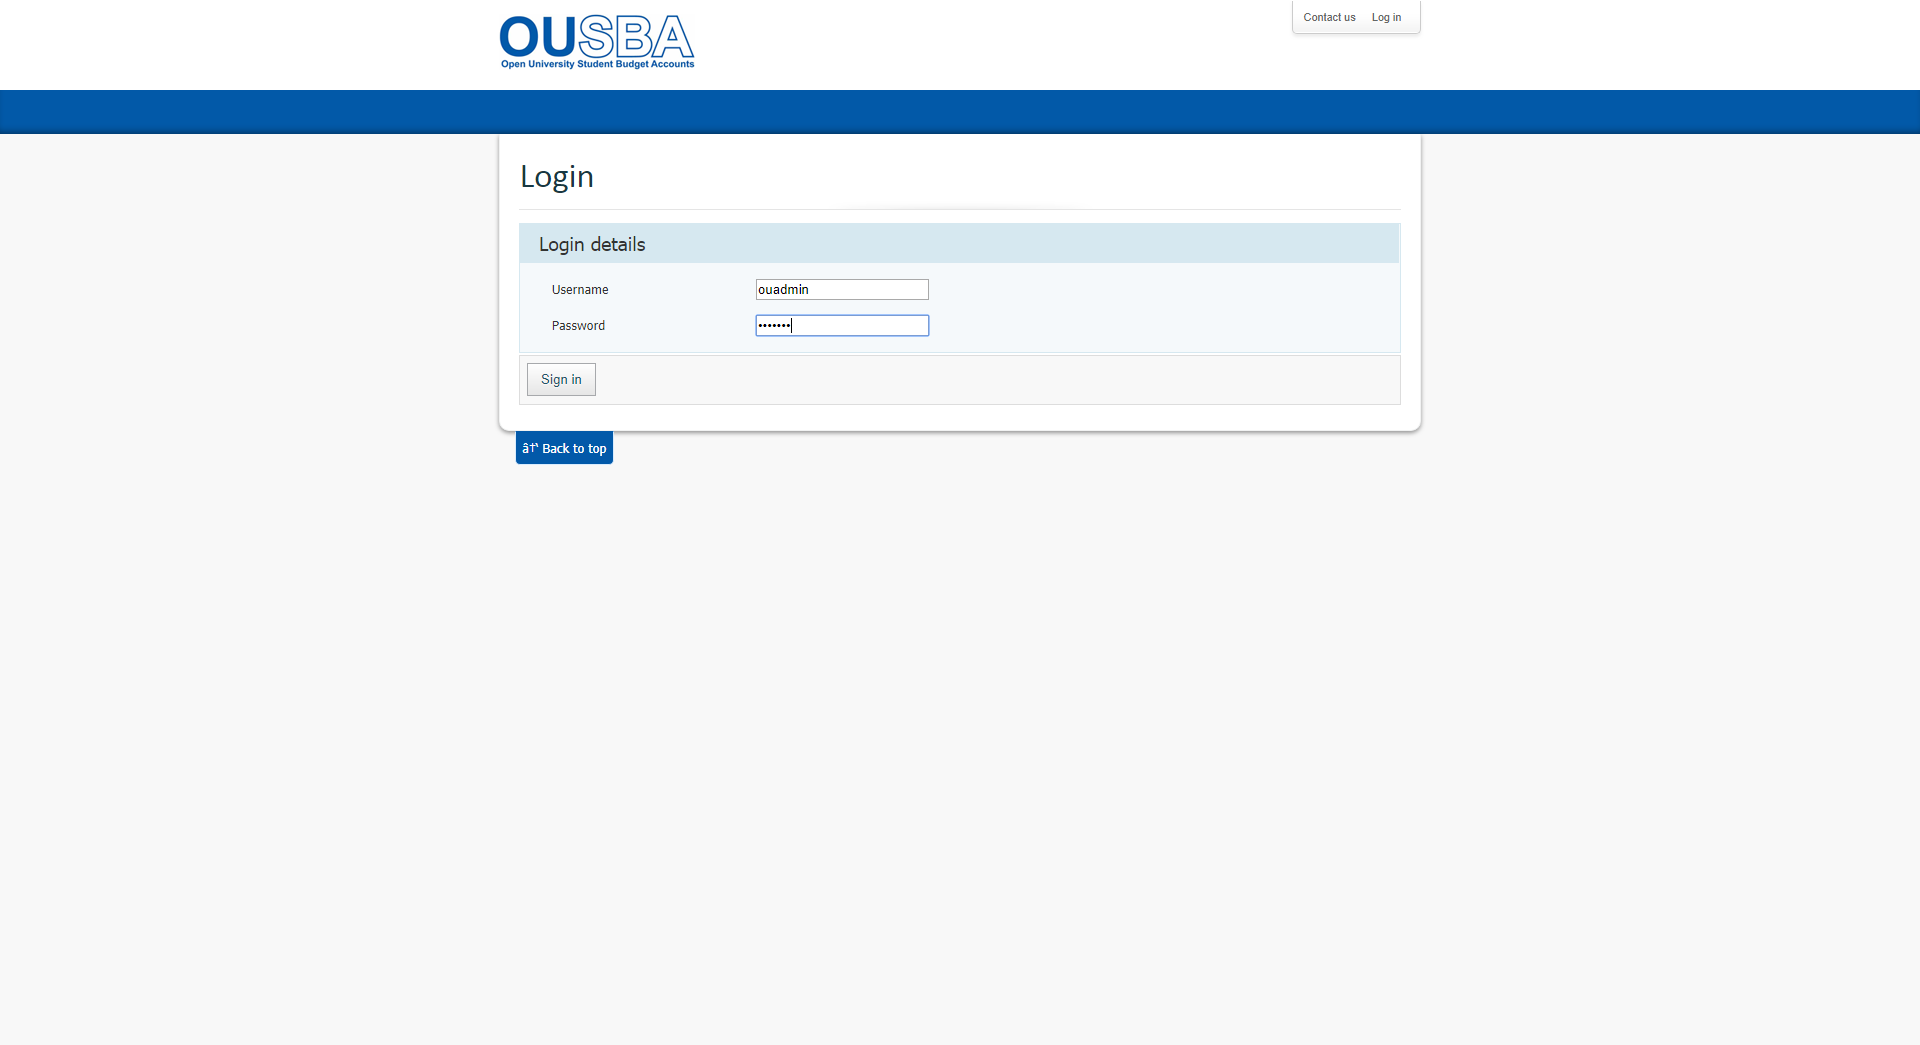 OUSBA
Open University Student Budget Accounts
Contact us Log in
Login
Login details
Username ouadmin
Password •••••••
Sign in
â†‘ Back to top